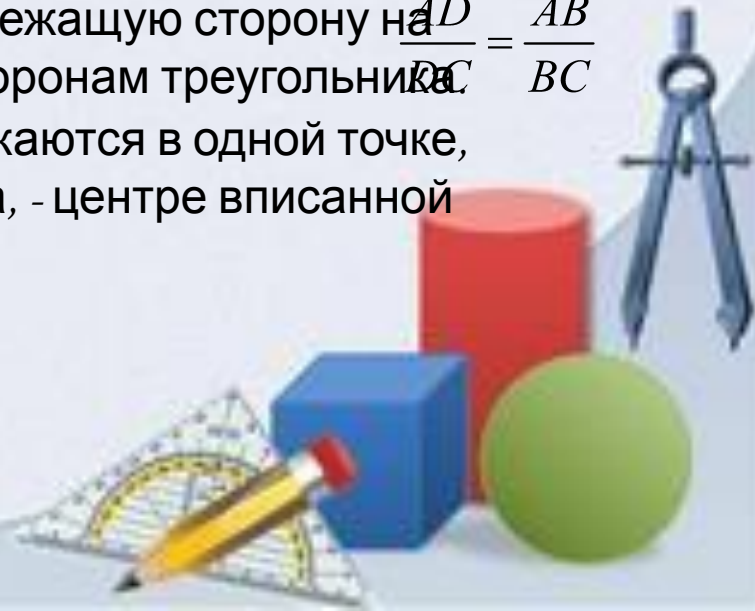 ежащую сторону на AD/DC = AB/BC
оронам треугольника.
каются в одной точке,
а, - центре вписанной